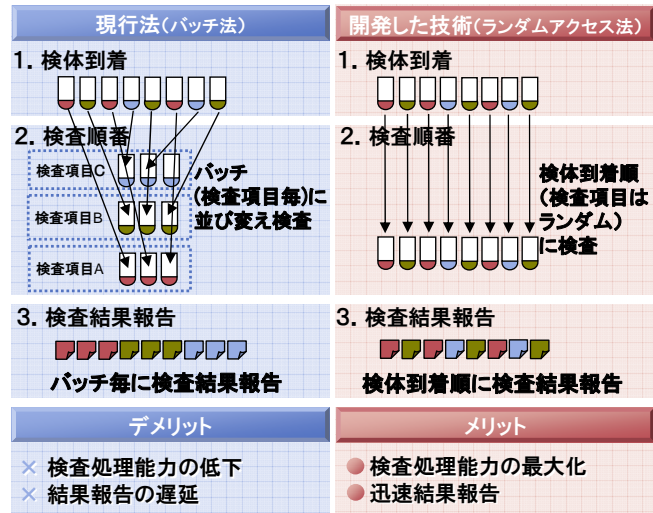 現行法(バッチ法)
1. 検体到着
2. 検査順番
検査項目C
検査項目B
検査項目A
バッチ
(検査項目毎)に
並び変え検査
3. 検査結果報告
バッチ毎に検査結果報告
デメリット
× 検査処理能力の低下
× 結果報告の遅延
開発した技術(ランダムアクセス法)
1. 検体到着
2. 検査順番
検体到着順
(検査項目は
ランダム)
に検査
3. 検査結果報告
検体到着順に検査結果報告
メリット
● 検査処理能力の最大化
● 迅速結果報告